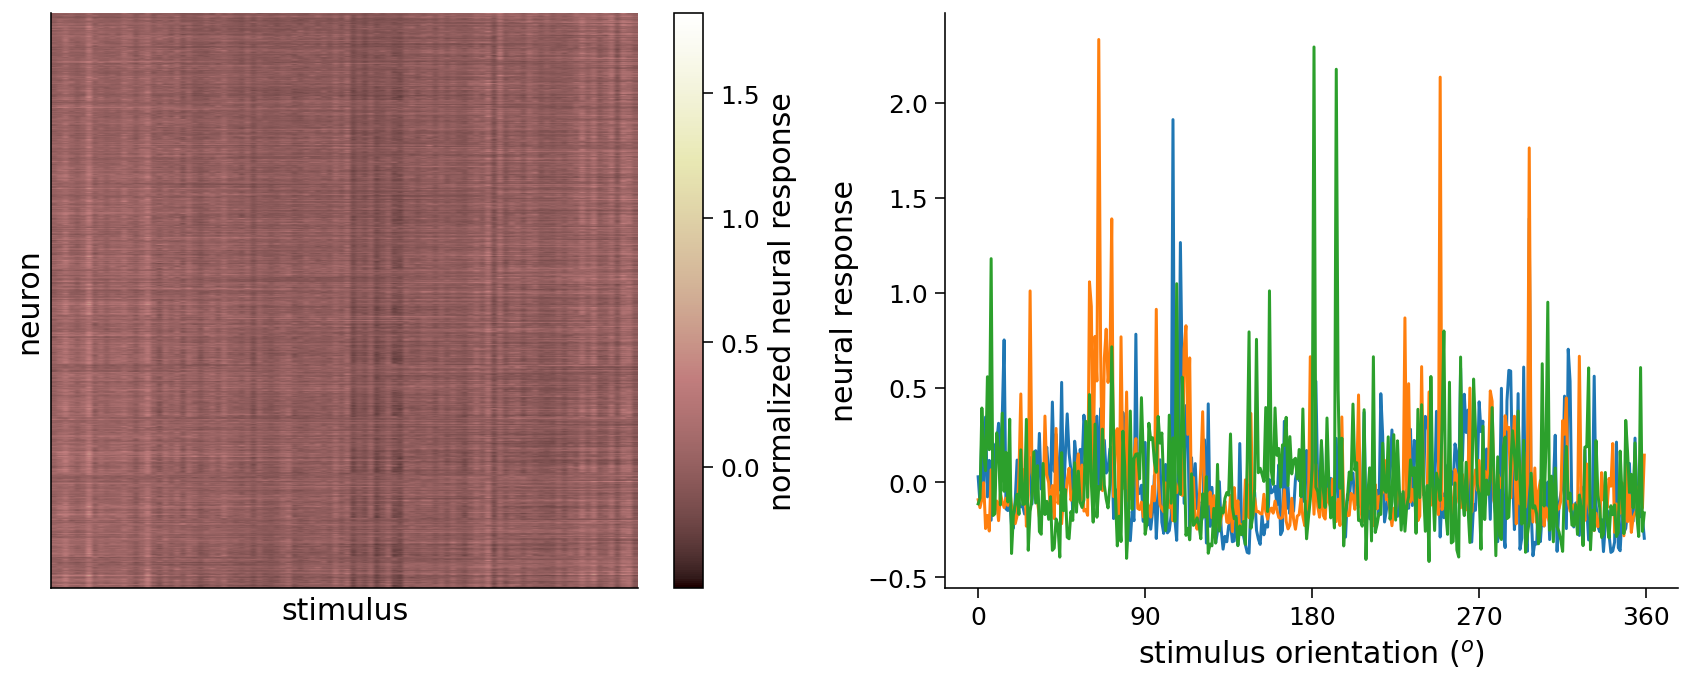 neuron
stimulus
1.5
1.0
0.5
0.0
normalized neural response
neural response
2.0
1.5
1.0
0.5
0.0
−0.5
0 90 180 270 360
stimulus orientation (º)